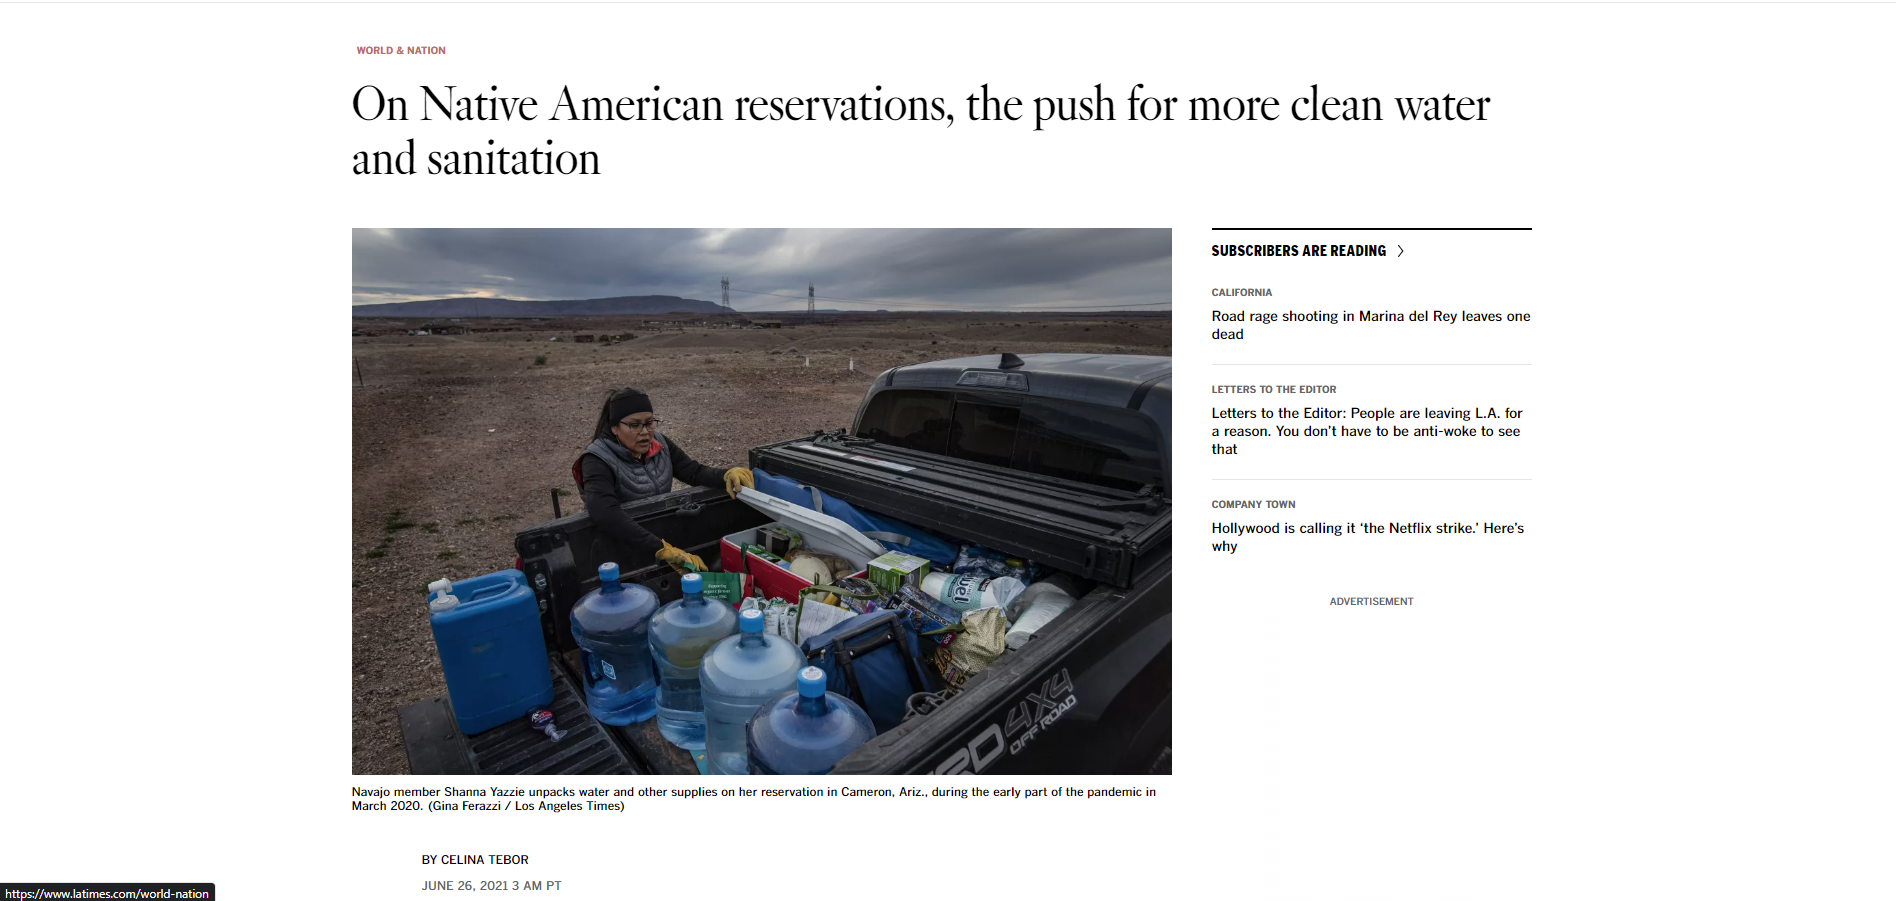 WORLD & NATION
On Native American reservations, the push for more clean water
and sanitation
SUBSCRIBERS ARE READING
CALIFORNIA
Road rage shooting in Marina del Rey leaves one
dead
LETTERS TO THE EDITOR
Letters to the Editor: People are leaving L.A. for
a reason. You don’t have to be anti-woke to see
that
COMPANY TOWN
Hollywood is calling it ‘the Netflix strike.’ Here’s
why
ADVERTISEMENT
4X4
OFF ROAD
Navajo member Shanna Yazzie unpacks water and other supplies on her reservation in Cameron, Ariz., during the early part of the pandemic in
March 2020. (Gina Ferazzi / Los Angeles Times)
BY CELINA TEBOR
JUNE 26, 2021 3 AM PT
https://www.latimes.com/world-nation